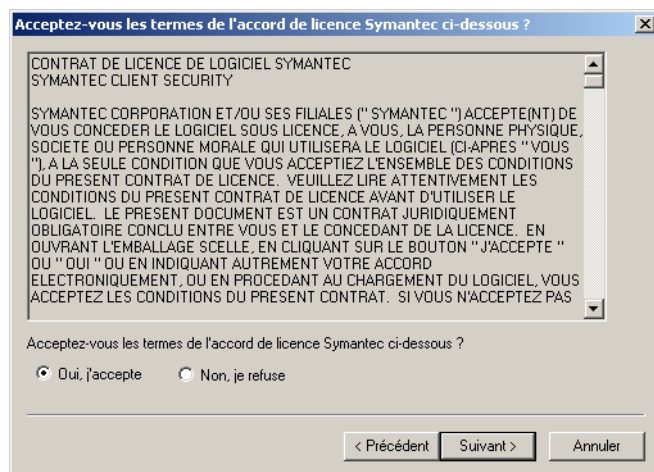 Acceptez-vous les termes de l'accord de licence Symantec ci-dessous ?
CONTRAT DE LICENCE DE LOGICIEL SYMANTEC
SYMANTEC CLIENT SECURITY
SYMANTEC CORPORATION ET/OU SES FILIALES ('' SYMANTEC '') ACCEPTE(NT) DE
VOUS CONCEDER LE LOGICIEL SOUS LICENCE, A VOUS, LA PERSONNE PHYSIQUE,
SOCIETE OU PERSONNE MORALE QUI UTILISERA LE LOGICIEL (CI-APRES '' VOUS
''), A LA SEULE CONDITION QUE VOUS ACCEPTIEZ L'ENSEMBLE DES CONDITIONS
DU PRESENT CONTRAT DE LICENCE.  VEUILLEZ LIRE ATTENTIVEMENT LES
CONDITIONS DU PRESENT CONTRAT DE LICENCE AVANT D'UTILISER LE
LOGICIEL.  LE PRESENT DOCUMENT EST UN CONTRAT JURIDIQUEMENT
OBLIGATOIRE CONCLU ENTRE VOUS ET LE CONCEDANT DE LA LICENCE.  EN
OUVRANT L'EMBALLAGE SCELLE, EN CLIQUANT SUR LE BOUTON '' J'ACCEPTE ''
OU '' OUI '' OU EN INDIQUANT AUTREMENT VOTRE ACCORD
ELECTRONIQUEMENT, OU EN PROCEDANT AU CHARGEMENT DU LOGICIEL, VOUS
ACCEPTEZ LES CONDITIONS DU PRESENT CONTRAT.  SI VOUS N'ACCEPTEZ PAS
Acceptez-vous les termes de l'accord de licence Symantec ci-dessous ?
Oui, j'accepte Non, je refuse
< Précédent Suivant > Annuler